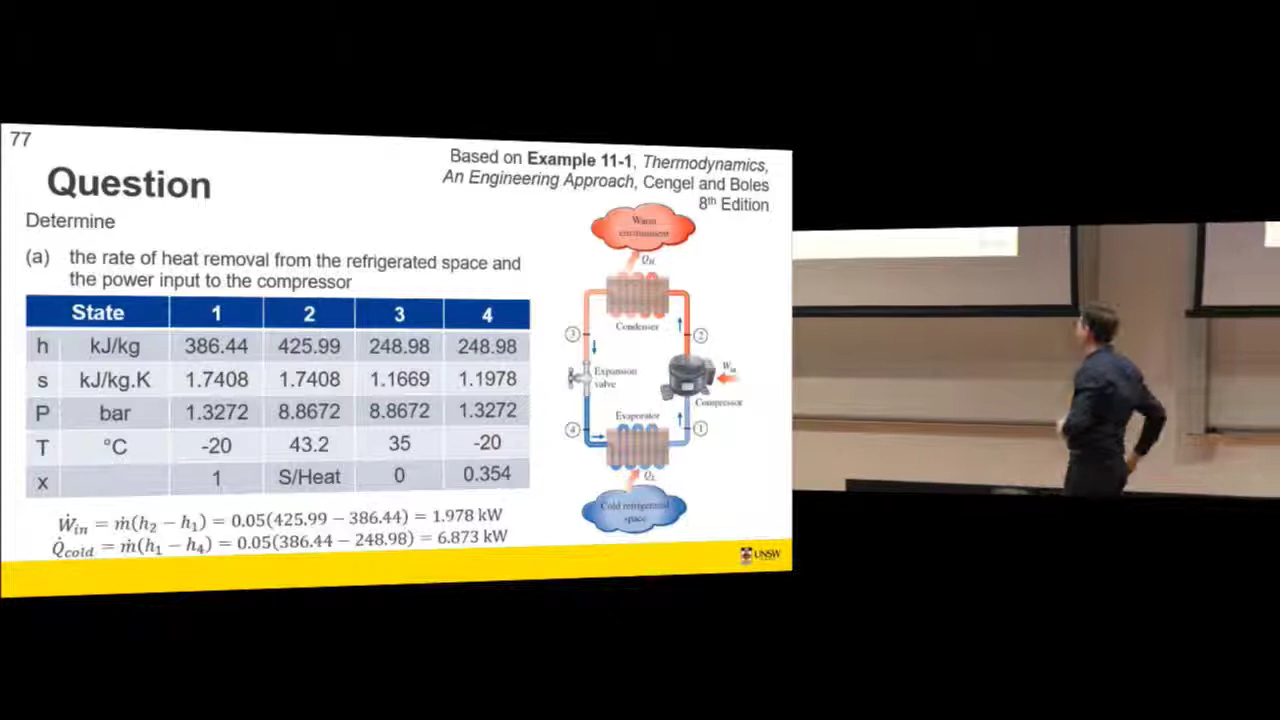 77
Question
Based on Example 11-1, Thermodynamics,
An Engineering Approach, Cengel and Boles
8th Edition
Determine
(a) the rate of heat removal from the refrigerated space and
the power input to the compressor
State 1 2 3 4
h kJ/kg 386.44 425.99 248.98 248.98
s kJ/kg.K 1.7408 1.7408 1.1669 1.1978
P bar 1.3272 8.8672 8.8672 1.3272
T °C -20 43.2 35 -20
x 1 S/Heat 0 0.354
Ẇin = ṁ(h2 − h1) = 0.05(425.99 − 386.44) = 1.978 kW
Q̇cold = ṁ(h1 − h4) = 0.05(386.44 − 248.98) = 6.873 kW
Warm
environment
QH
Condenser
3
2
Expansion
valve
Win
Compressor
Evaporator
4
1
QL
Cold refrigerated
space
UNSW